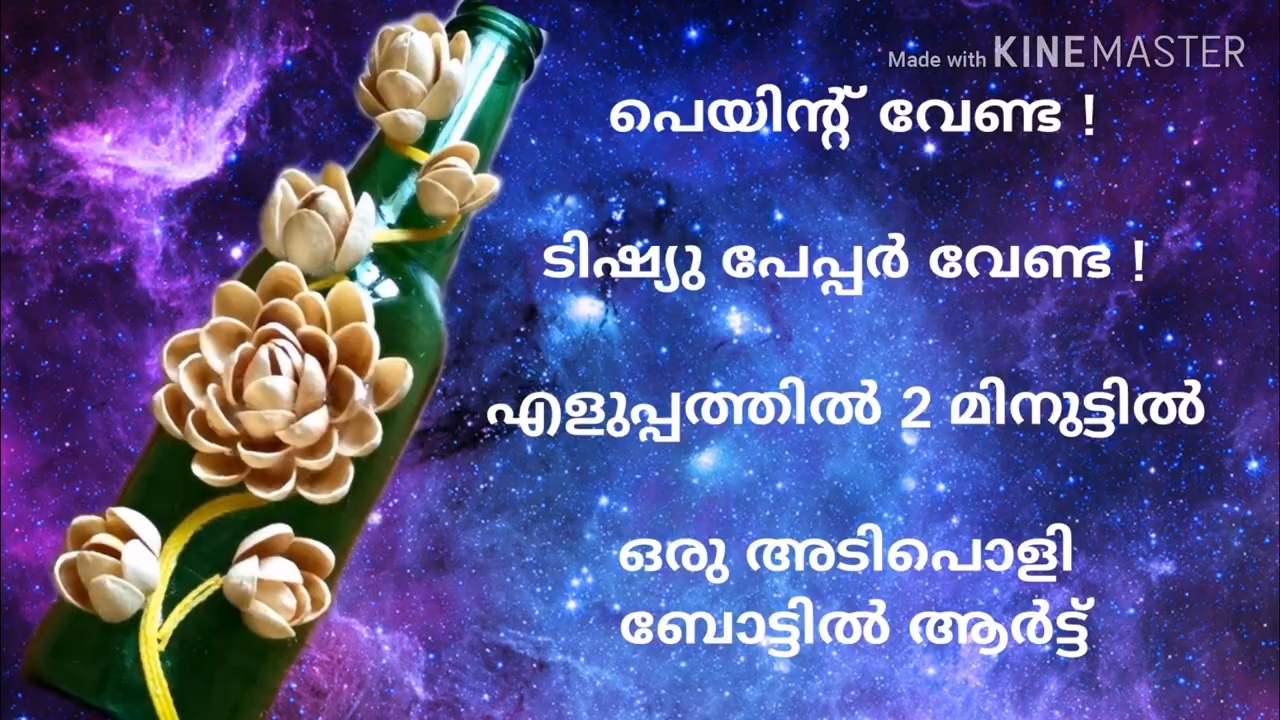 Made with KINEMASTER
പെയിന്റ് വേണ്ട !
ടിഷ്യു പേപ്പർ വേണ്ട !
എളുപ്പത്തിൽ 2 മിനുട്ടിൽ
ഒരു അടിപൊളി
ബോട്ടിൽ ആർട്ട്